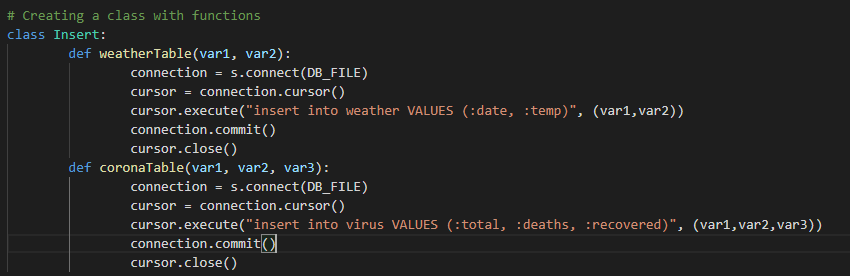 # Creating a class with functions
class Insert:
        def weatherTable(var1, var2):
                connection = s.connect(DB_FILE)
                cursor = connection.cursor()
                cursor.execute("insert into weather VALUES (:date, :temp)", (var1,var2))
                connection.commit()
                cursor.close()
        def coronaTable(var1, var2, var3):
                connection = s.connect(DB_FILE)
                cursor = connection.cursor()
                cursor.execute("insert into virus VALUES (:total, :deaths, :recovered)", (var1,var2,var3))
                connection.commit()
                cursor.close()